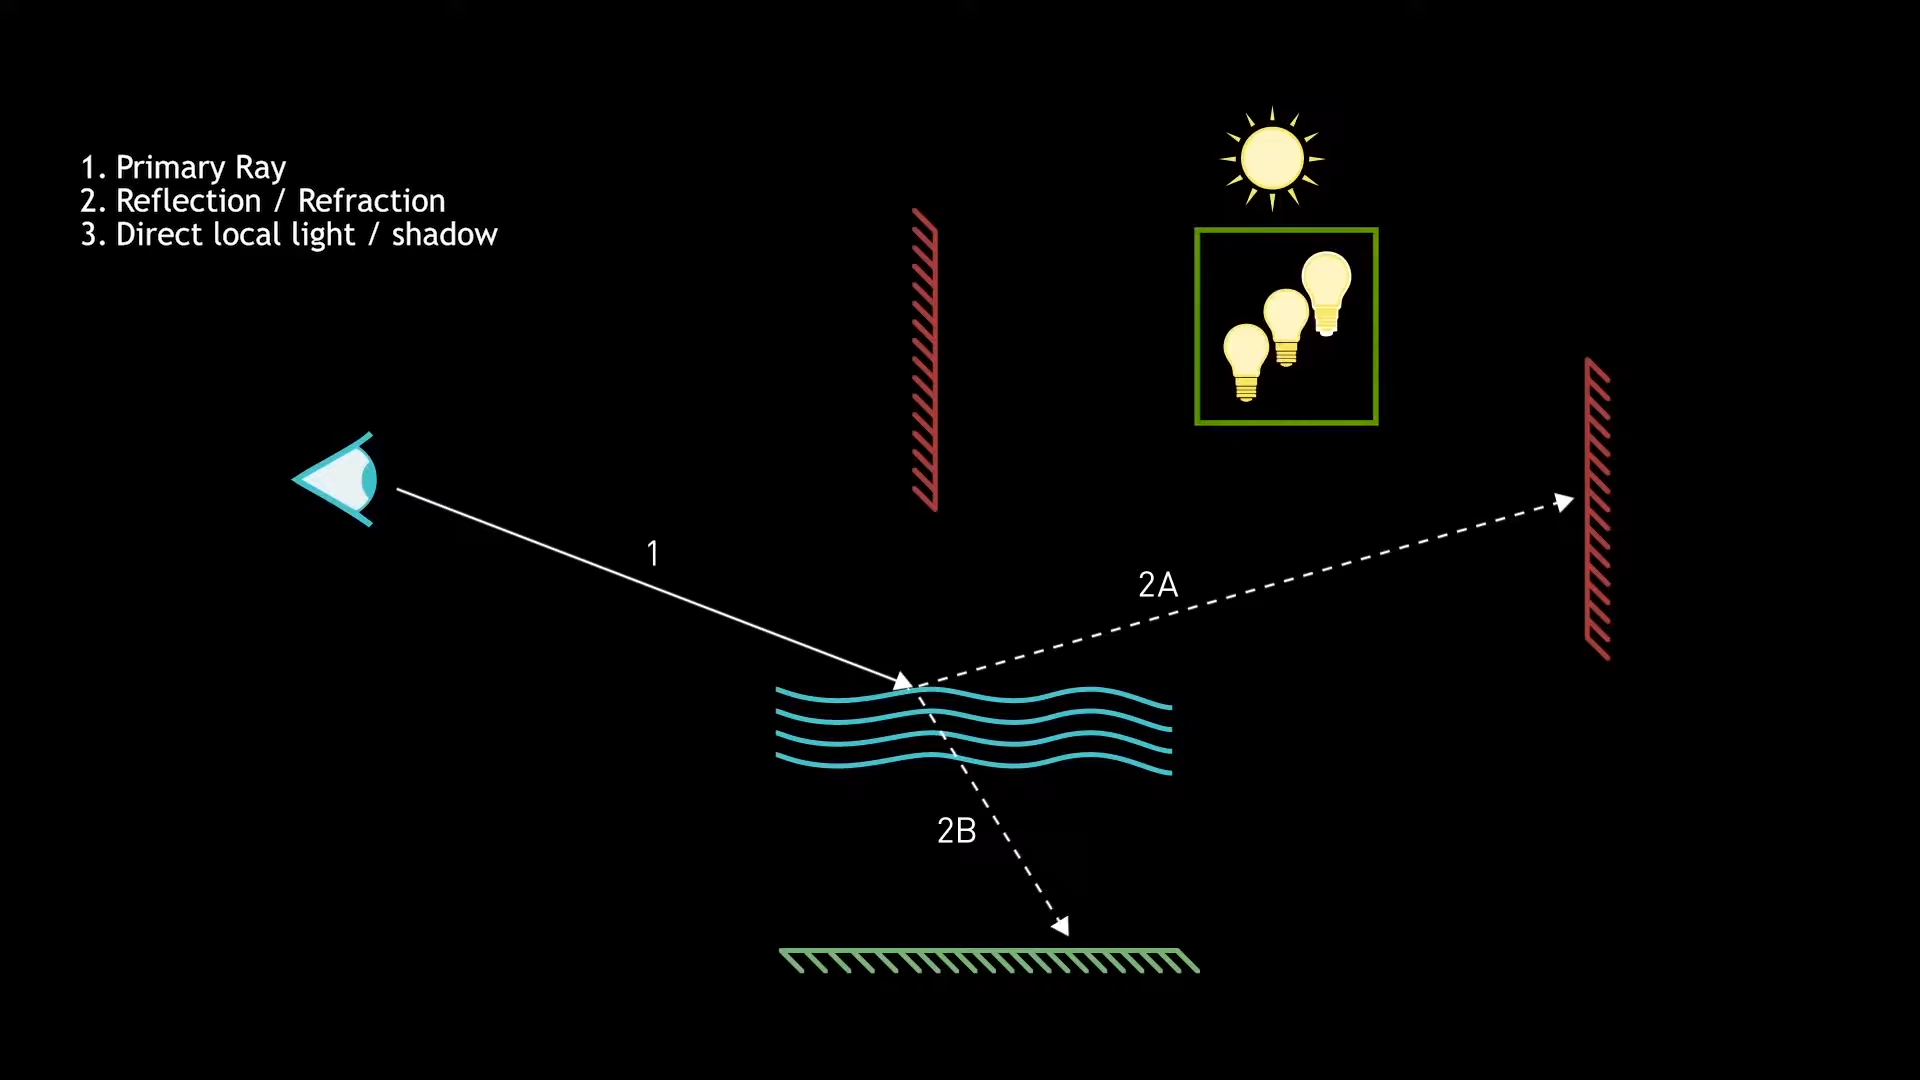 1. Primary Ray
2. Reflection / Refraction
3. Direct local light / shadow
1
2A
2B